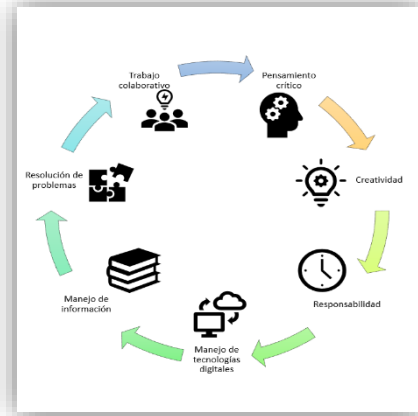 Trabajo
colaborativo
Pensamiento
crítico
Creatividad
Responsabilidad
Manejo de
tecnologías
digitales
Manejo de
información
Resolución de
problemas